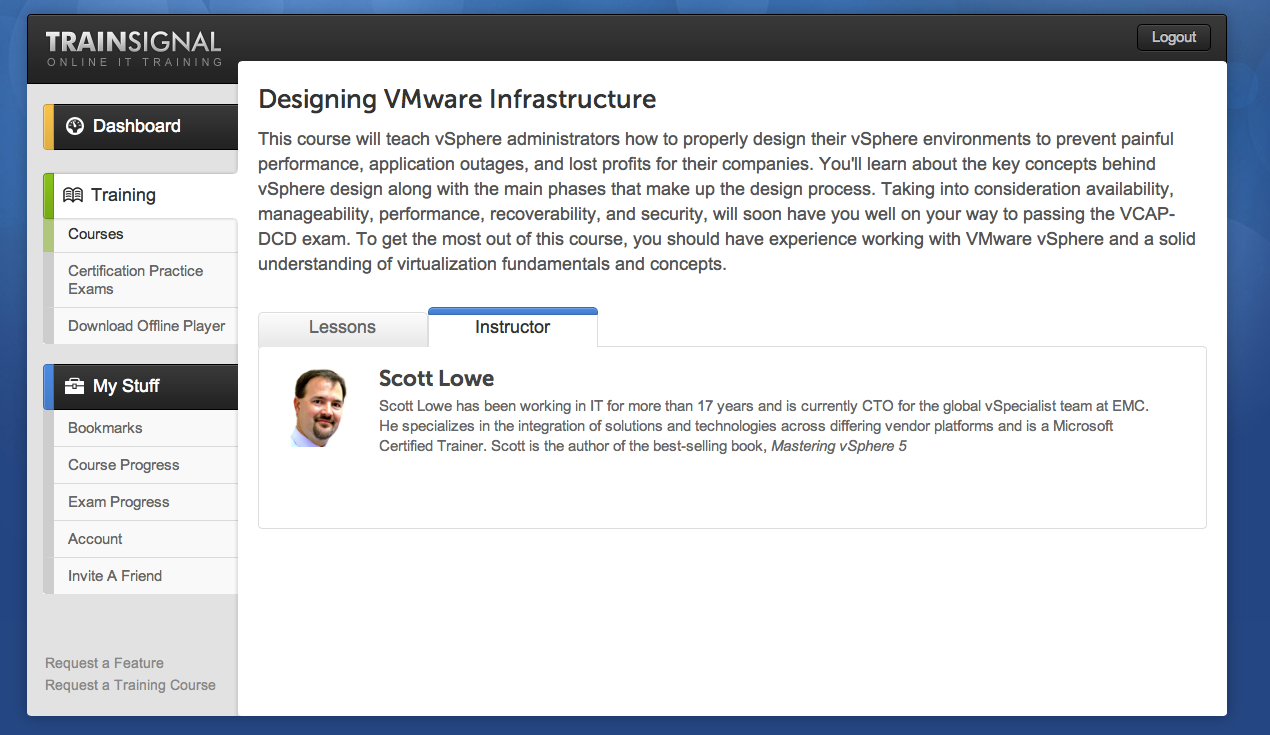 TRAINSIGNAL
ONLINE IT TRAINING
Logout
Dashboard
Training
Courses
Certification Practice
Exams
Download Offline Player
My Stuff
Bookmarks
Course Progress
Exam Progress
Account
Invite A Friend
Request a Feature
Request a Training Course
Designing VMware Infrastructure
This course will teach vSphere administrators how to properly design their vSphere environments to prevent painful
performance, application outages, and lost profits for their companies. You'll learn about the key concepts behind
vSphere design along with the main phases that make up the design process. Taking into consideration availability,
manageability, performance, recoverability, and security, will soon have you well on your way to passing the VCAP-
DCD exam. To get the most out of this course, you should have experience working with VMware vSphere and a solid
understanding of virtualization fundamentals and concepts.
Lessons
Instructor
Scott Lowe
Scott Lowe has been working in IT for more than 17 years and is currently CTO for the global vSpecialist team at EMC.
He specializes in the integration of solutions and technologies across differing vendor platforms and is a Microsoft
Certified Trainer. Scott is the author of the best-selling book, Mastering vSphere 5